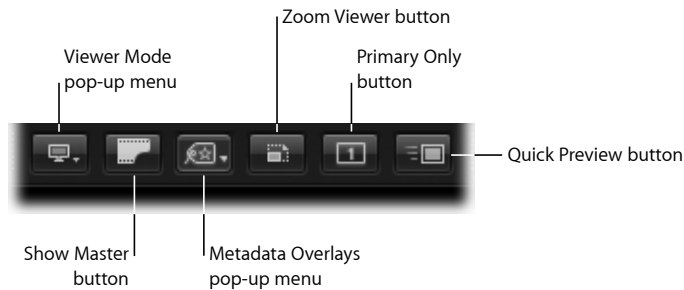 Zoom Viewer button
Viewer Mode
pop-up menu
Primary Only
button
1
Quick Preview button
Show Master
button
Metadata Overlays
pop-up menu